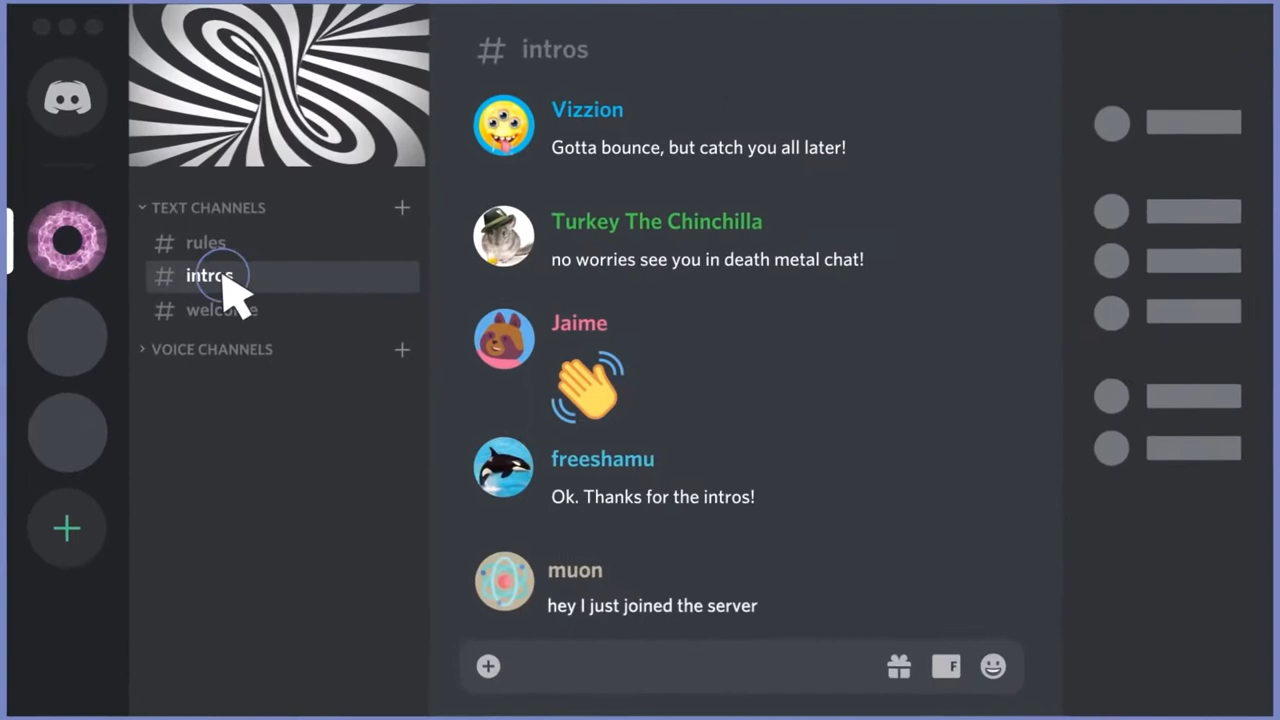 TEXT CHANNELS
# rules
# intros
# welcome
VOICE CHANNELS
# intros
Vizzion
Gotta bounce, but catch you all later!
Turkey The Chinchilla
no worries see you in death metal chat!
Jaime
freeshamu
Ok. Thanks for the intros!
muon
hey I just joined the server
F